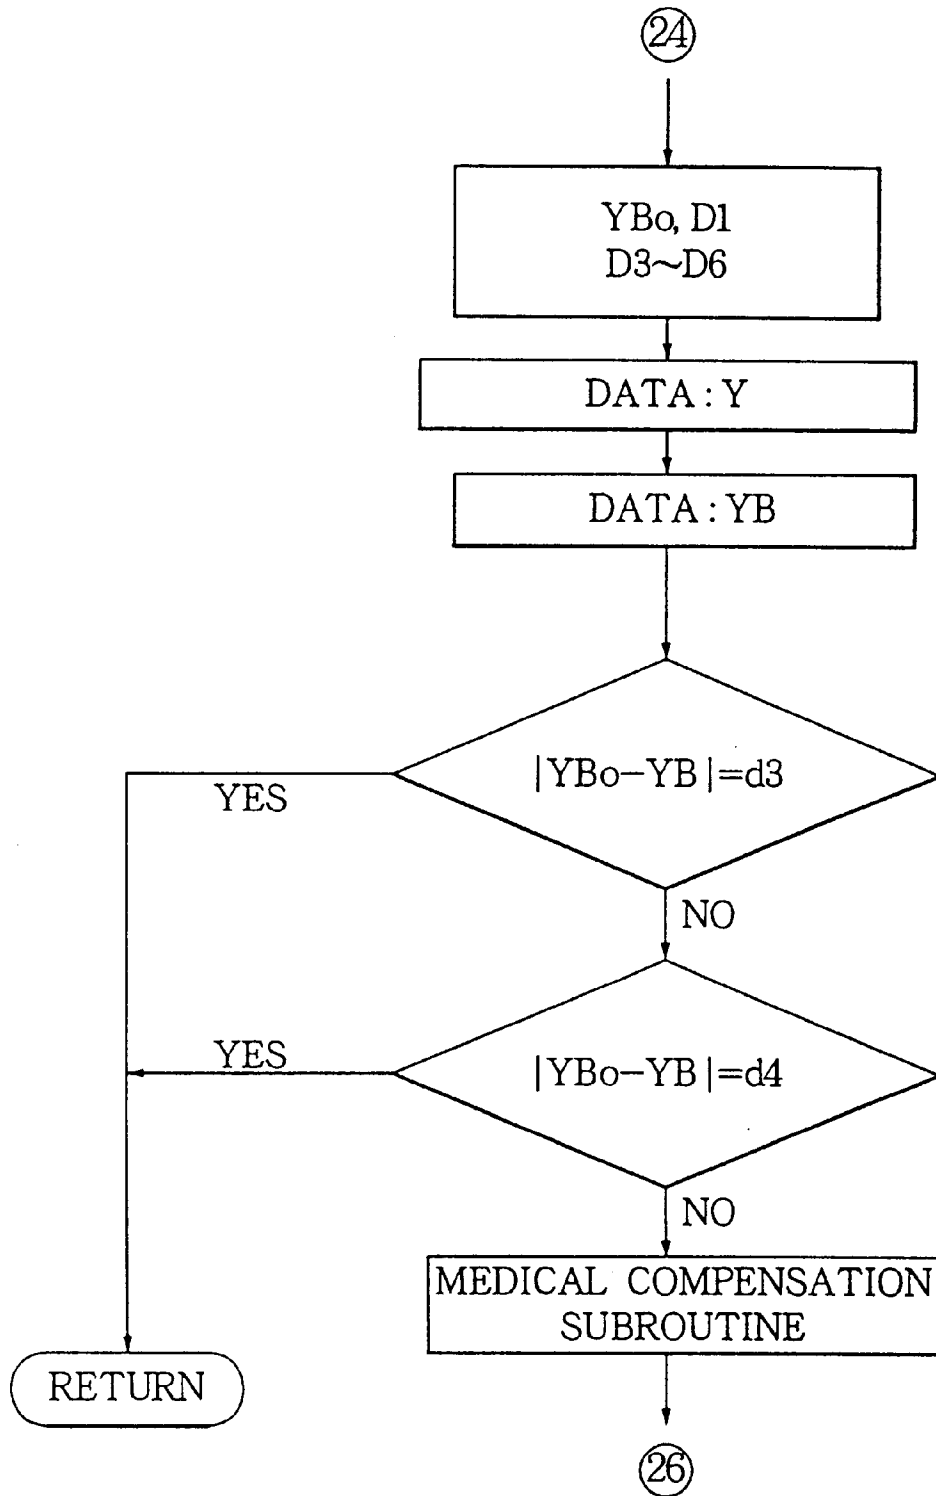 24
YBo, D1
D3~D6
DATA : Y
DATA : YB
|YBo-YB|=d3
YES
NO
|YBo-YB|=d4
YES
NO
MEDICAL COMPENSATION
SUBROUTINE
RETURN
26